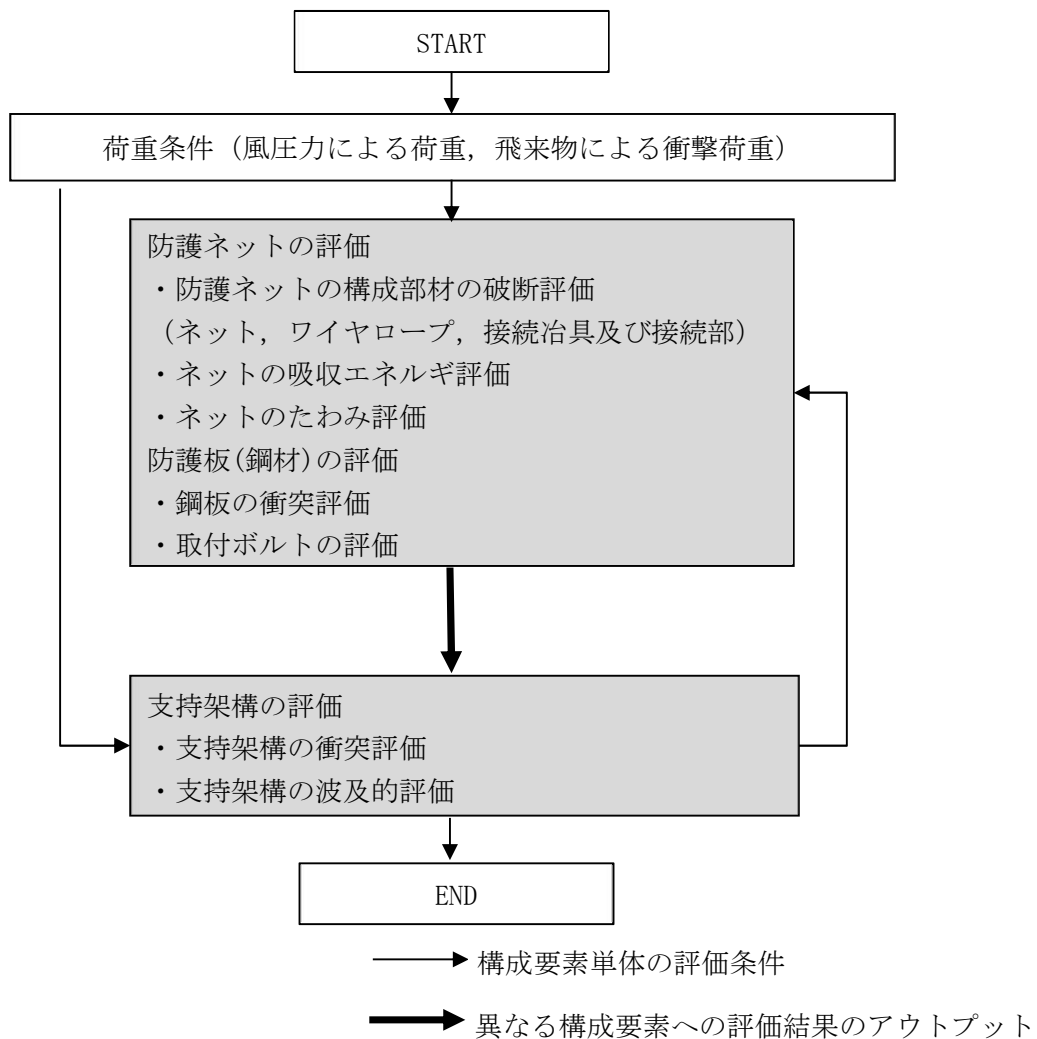 START
荷重条件（風圧力による荷重，飛来物による衝撃荷重）
防護ネットの評価
・防護ネットの構成部材の破断評価
（ネット，ワイヤロープ，接続冶具及び接続部）
・ネットの吸収エネルギ評価
・ネットのたわみ評価
防護板(鋼材)の評価
・鋼板の衝突評価
・取付ボルトの評価
支持架構の評価
・支持架構の衝突評価
・支持架構の波及的評価
END
構成要素単体の評価条件
異なる構成要素への評価結果のアウトプット